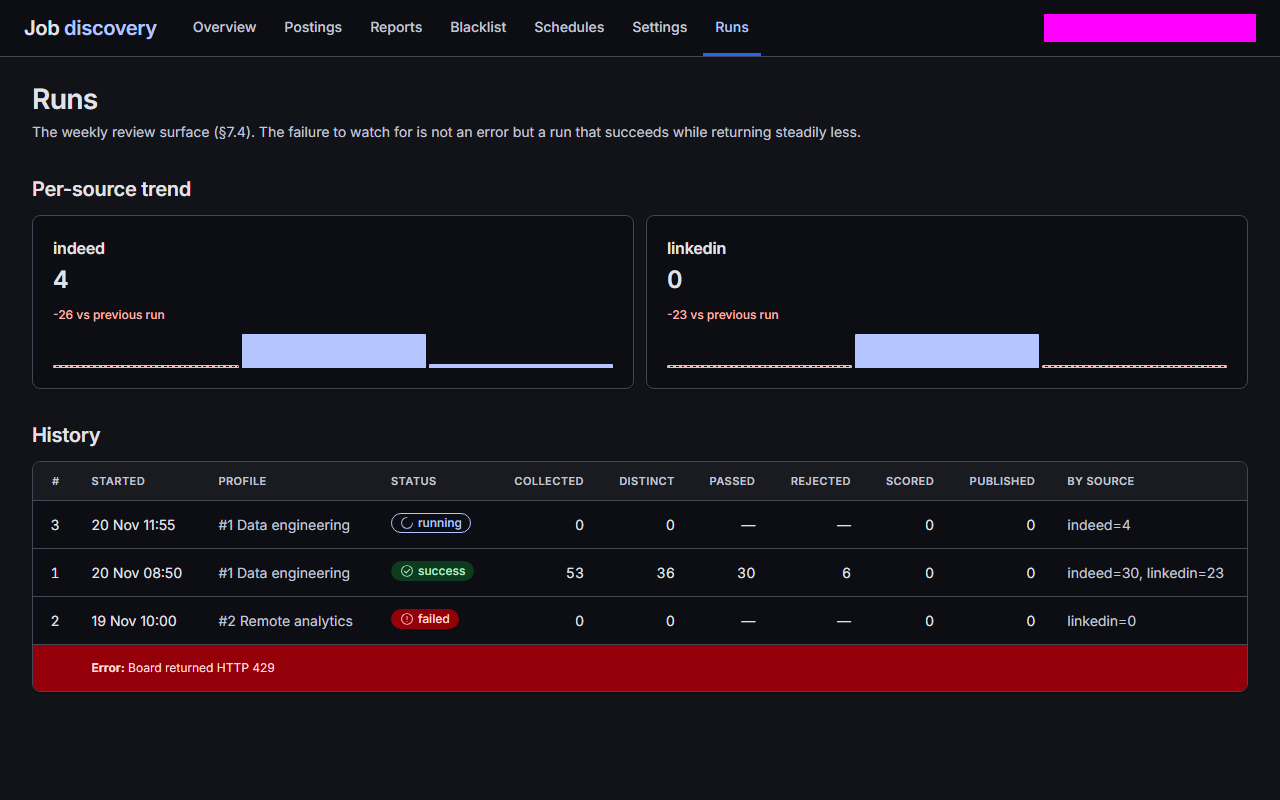 Job discovery Overview Postings Reports Blacklist Schedules Settings Runs
Runs
The weekly review surface (§7.4). The failure to watch for is not an error but a run that succeeds while returning steadily less.
Per-source trend
indeed
4
-26 vs previous run
linkedin
0
-23 vs previous run
History
# STARTED PROFILE STATUS COLLECTED DISTINCT PASSED REJECTED SCORED PUBLISHED BY SOURCE
3 20 Nov 11:55 #1 Data engineering running 0 0 — — 0 0 indeed=4
1 20 Nov 08:50 #1 Data engineering success 53 36 30 6 0 0 indeed=30, linkedin=23
2 19 Nov 10:00 #2 Remote analytics failed 0 0 — — 0 0 linkedin=0
Error: Board returned HTTP 429